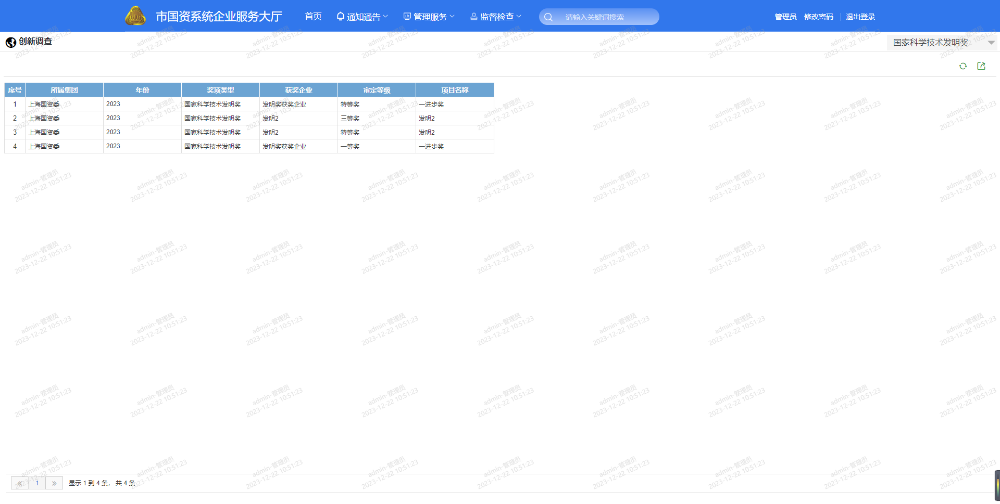 市国资系统企业服务大厅 首页 通知通告 管理服务 监督检查 请输入关键词搜索 管理员 修改密码 退出登录
创新调查 国家科学技术发明奖
序号 所属集团 年份 奖项类型 获奖企业 审定等级 项目名称
1 上海国资委 2023 国家科学技术发明奖 发明奖获奖企业 特等奖 一进步奖
2 上海国资委 2023 国家科学技术发明奖 发明2 三等奖 发明2
3 上海国资委 2023 国家科学技术发明奖 发明2 特等奖 发明2
4 上海国资委 2023 国家科学技术发明奖 发明奖获奖企业 一等奖 一进步奖
admin-管理员
2023-12-22 10:51:23
« 1 » 显示 1 到 4 条， 共 4 条